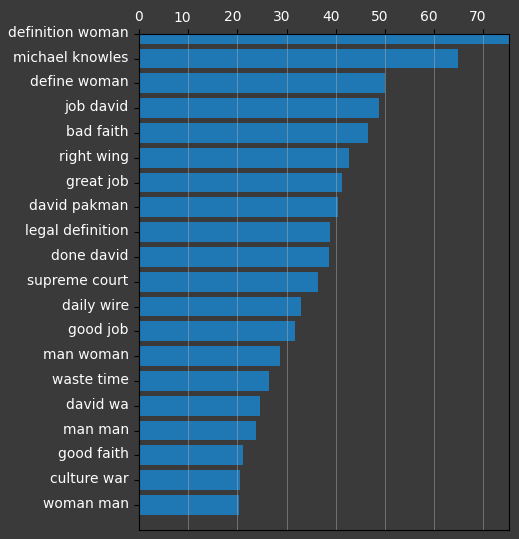 0 10 20 30 40 50 60 70
definition woman
michael knowles
define woman
job david
bad faith
right wing
great job
david pakman
legal definition
done david
supreme court
daily wire
good job
man woman
waste time
david wa
man man
good faith
culture war
woman man